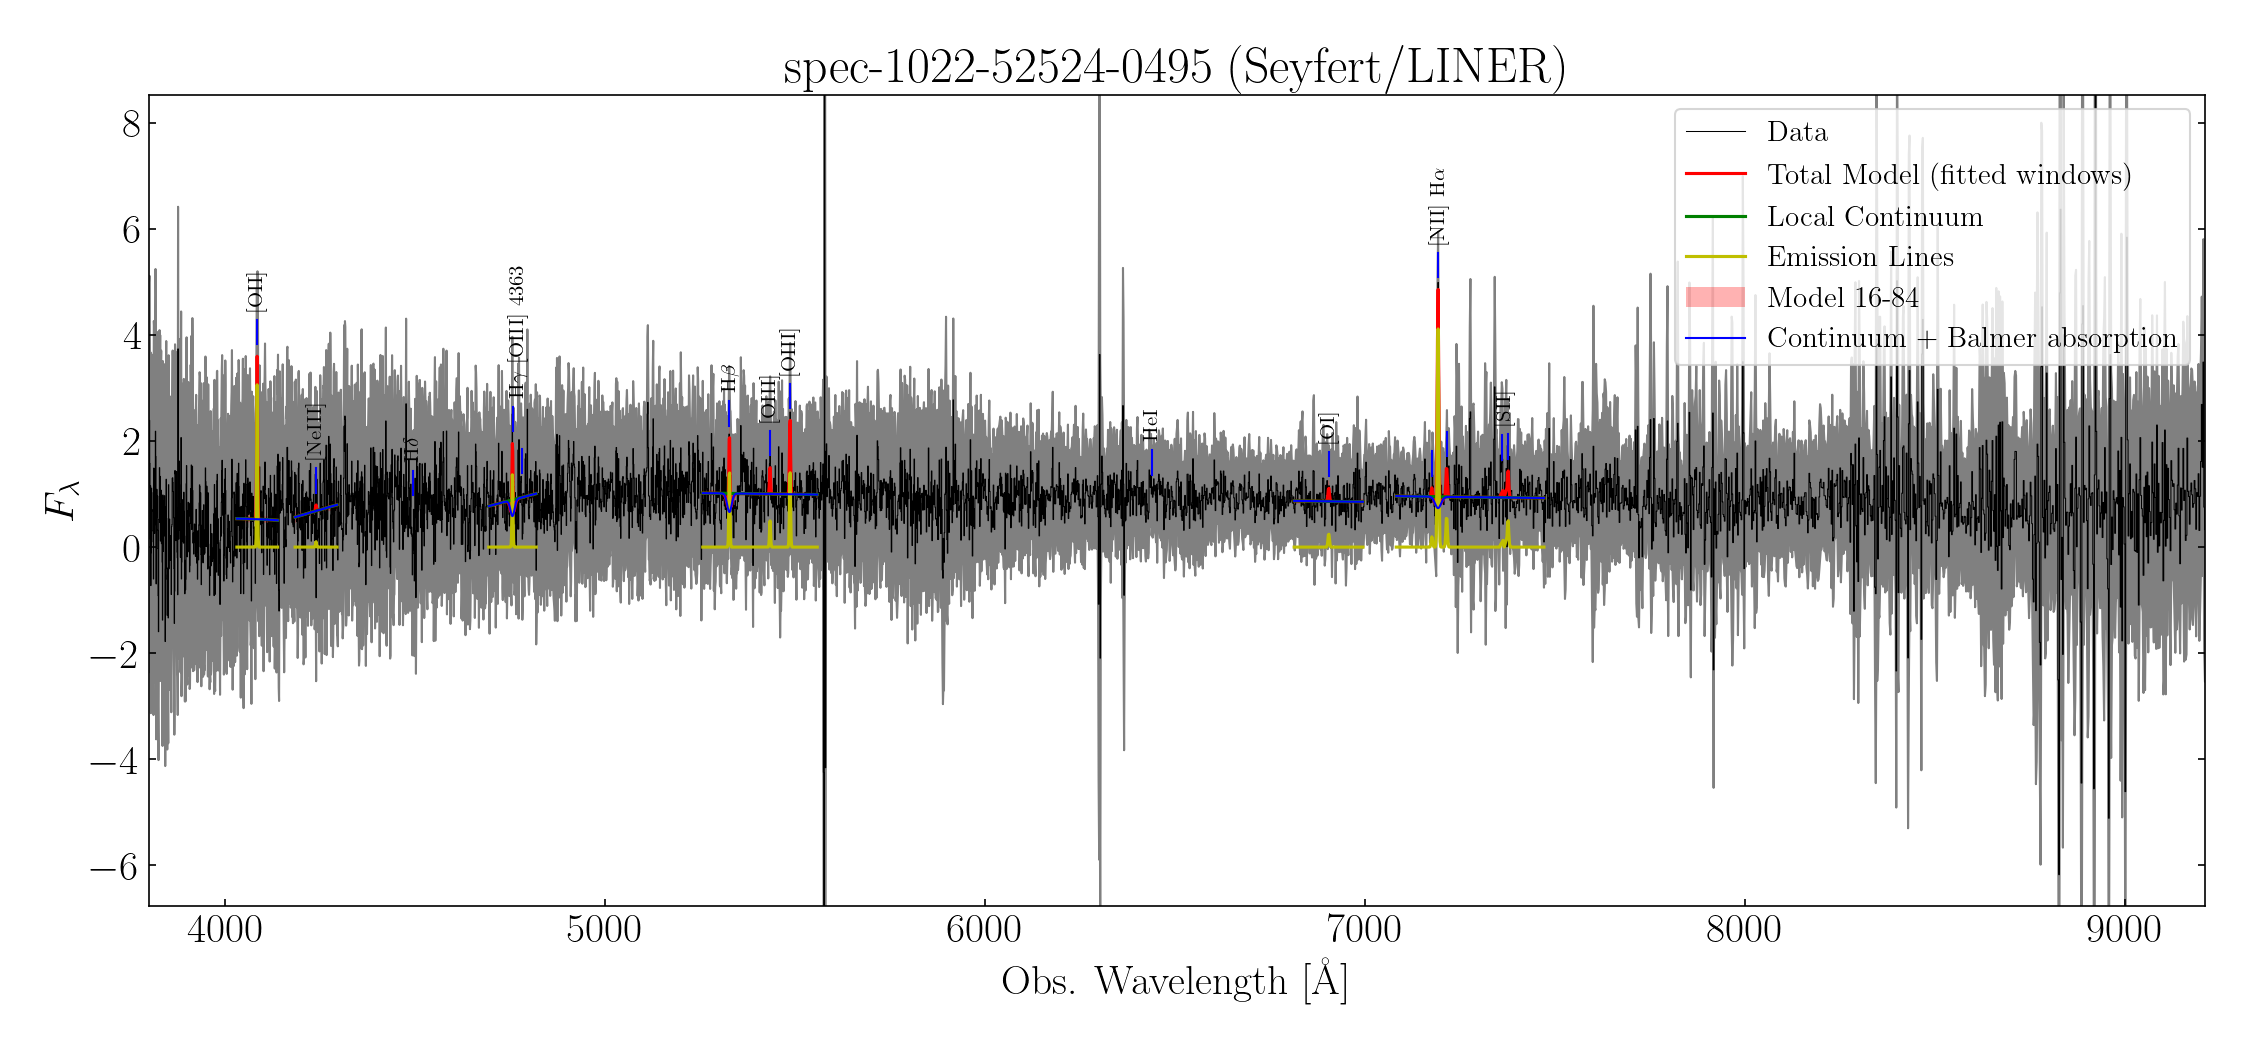 spec-1022-52524-0495 (Seyfert/LINER)
8
6
4
2
0
−2
−4
−6
F_λ
Data
Total Model (fitted windows)
Local Continuum
Emission Lines
Model 16-84
Continuum + Balmer absorption
[OII]
[NeIII]
Hδ
Hγ [OIII] 4363
Hβ
[OIII]
[OIII]
HeI
[OI]
[NII] Hα
[SII]
4000
5000
6000
7000
8000
9000
Obs. Wavelength [Å]